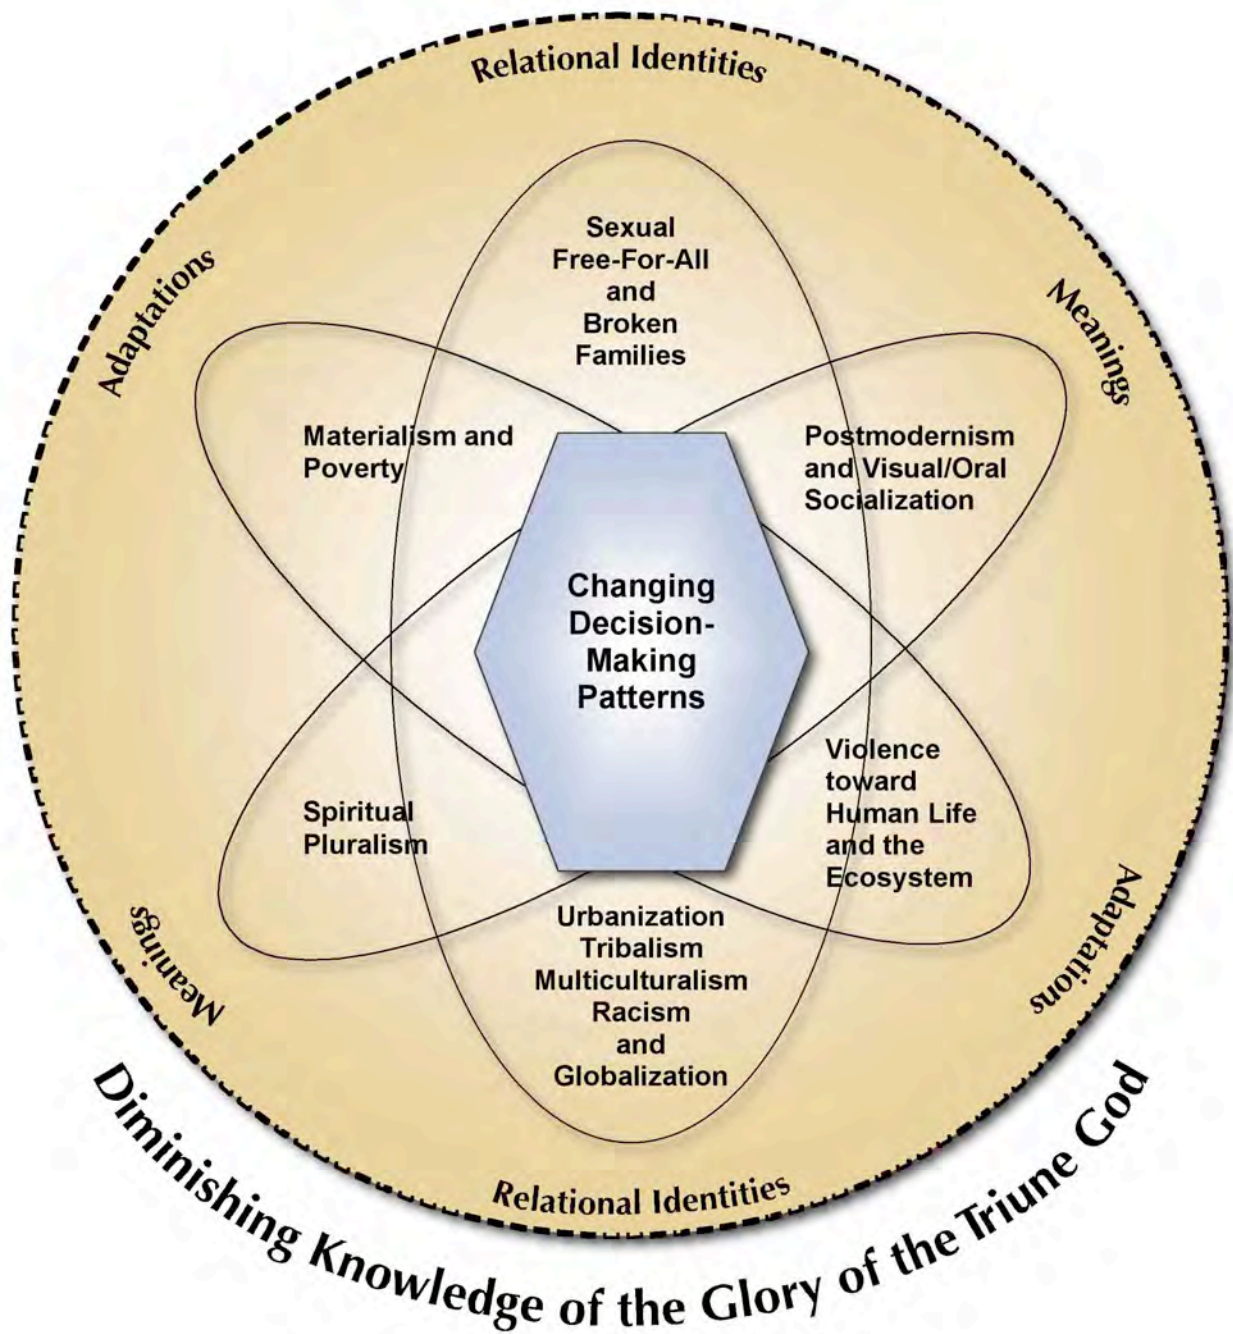 Relational Identities
Adaptations
Meanings
Sexual
Free-For-All
and
Broken
Families
Materialism and
Poverty
Postmodernism
and Visual/Oral
Socialization
Changing
Decision-
Making
Patterns
Spiritual
Pluralism
Violence
toward
Human Life
and the
Ecosystem
Urbanization
Tribalism
Multiculturalism
Racism
and
Globalization
Meanings
Adaptations
Relational Identities
Diminishing Knowledge of the Glory of the Triune God